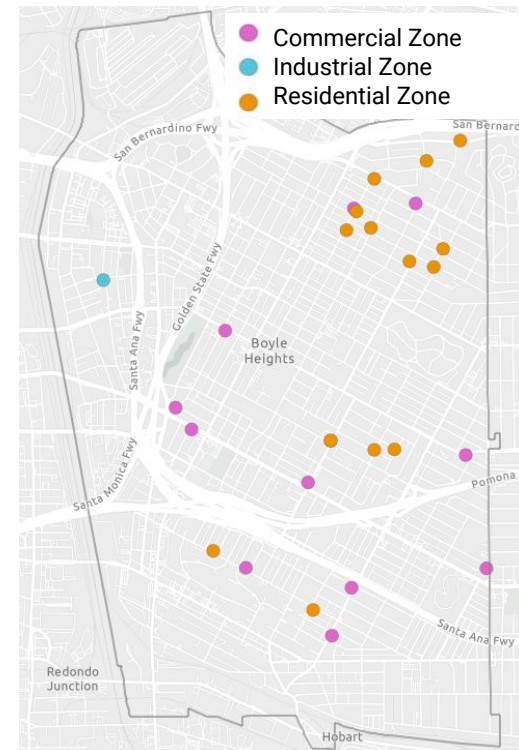 Commercial Zone
Industrial Zone
Residential Zone
San Bernardino Fwy
San Bernard
Golden State Fwy
Santa Ana Fwy
Boyle
Heights
Santa Monica Fwy
Pomona
Santa Ana Fwy
Redondo
Junction
Hobart